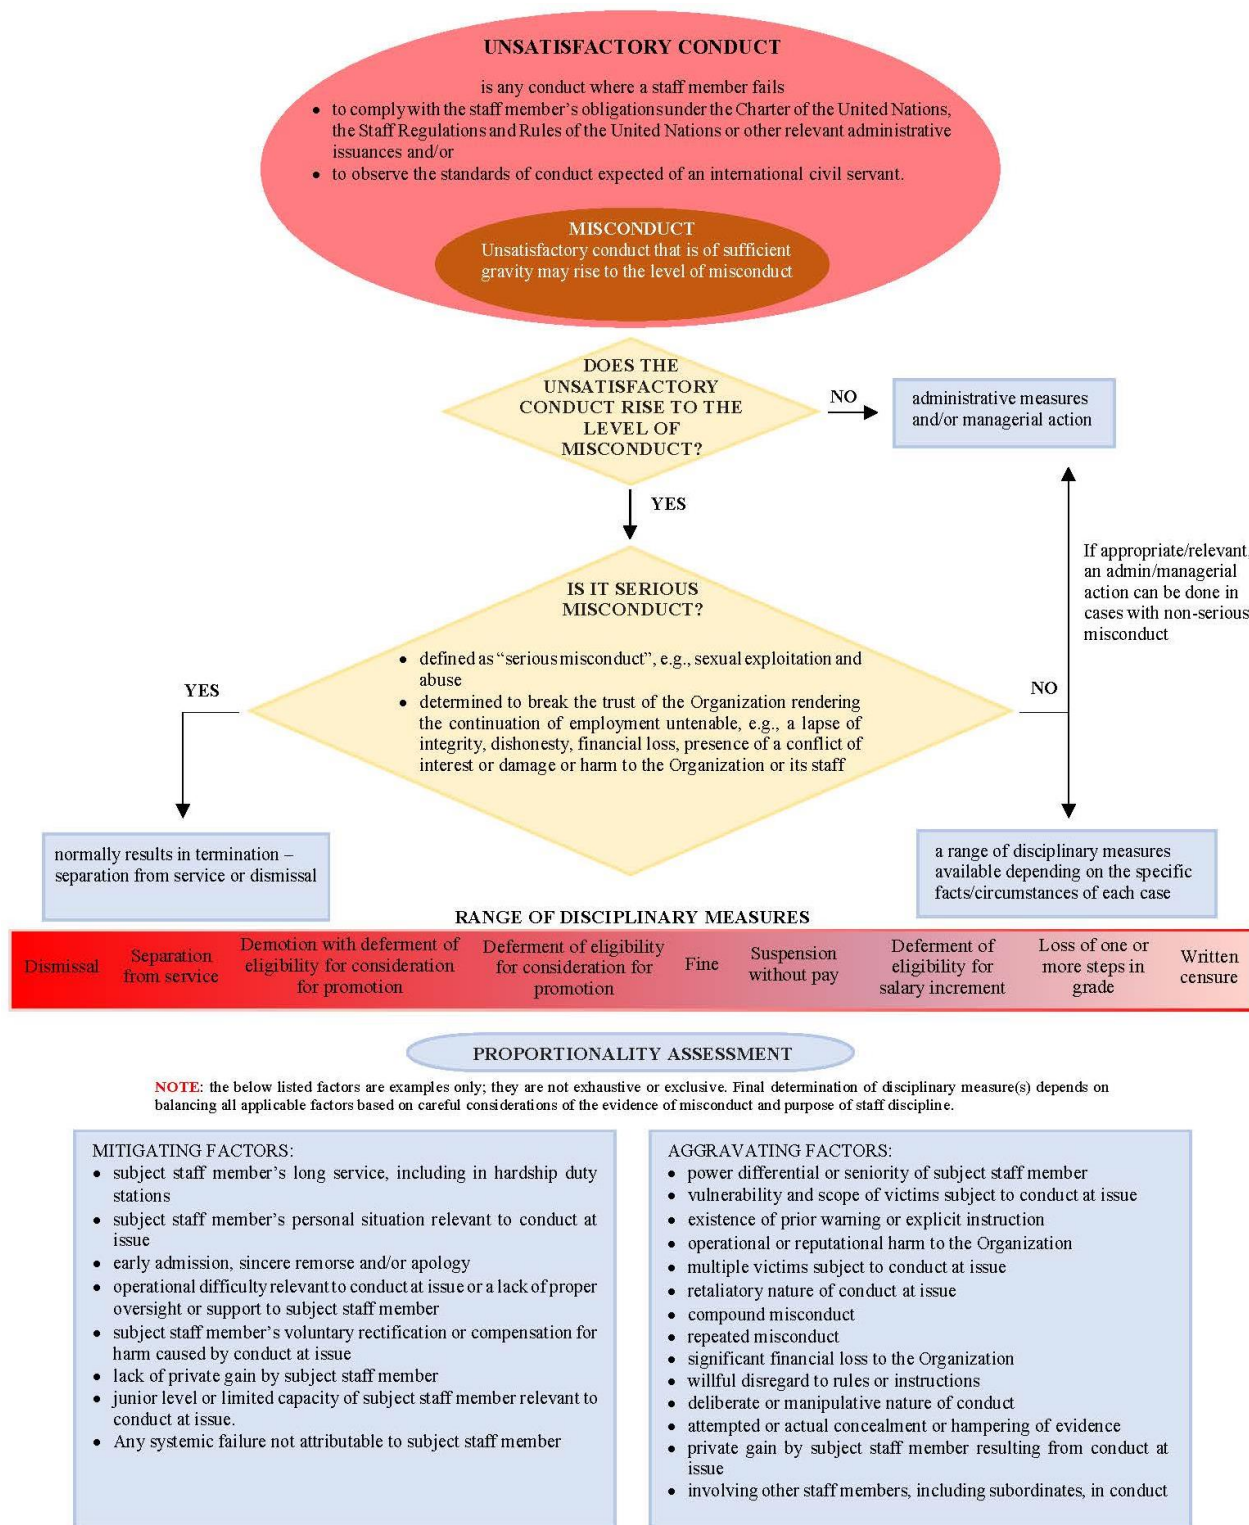 UNSATISFACTORY CONDUCT
is any conduct where a staff member fails
• to comply with the staff member's obligations under the Charter of the United Nations,
the Staff Regulations and Rules of the United Nations or other relevant administrative
issuances and/or
• to observe the standards of conduct expected of an international civil servant.
MISCONDUCT
Unsatisfactory conduct that is of sufficient
gravity may rise to the level of misconduct
DOES THE
UNSATISFACTORY
CONDUCT RISE TO THE
LEVEL OF
MISCONDUCT?
NO
administrative measures
and/or managerial action
YES
If appropriate/relevant,
an admin/managerial
action can be done in
cases with non-serious
misconduct
IS IT SERIOUS
MISCONDUCT?
• defined as “serious misconduct”, e.g., sexual exploitation and
abuse
• determined to break the trust of the Organization rendering
the continuation of employment untenable, e.g., a lapse of
integrity, dishonesty, financial loss, presence of a conflict of
interest or damage or harm to the Organization or its staff
YES
NO
normally results in termination –
separation from service or dismissal
a range of disciplinary measures
available depending on the specific
facts/circumstances of each case
RANGE OF DISCIPLINARY MEASURES
Dismissal
Separation
from service
Demotion with deferment of
eligibility for consideration
for promotion
Deferment of eligibility
for consideration for
promotion
Fine
Suspension
without pay
Deferment of
eligibility for
salary increment
Loss of one or
more steps in
grade
Written
censure
PROPORTIONALITY ASSESSMENT
NOTE: the below listed factors are examples only; they are not exhaustive or exclusive. Final determination of disciplinary measure(s) depends on
balancing all applicable factors based on careful considerations of the evidence of misconduct and purpose of staff discipline.
MITIGATING FACTORS:
• subject staff member's long service, including in hardship duty
stations
• subject staff member's personal situation relevant to conduct at
issue
• early admission, sincere remorse and/or apology
• operational difficulty relevant to conduct at issue or a lack of proper
oversight or support to subject staff member
• subject staff member's voluntary rectification or compensation for
harm caused by conduct at issue
• lack of private gain by subject staff member
• junior level or limited capacity of subject staff member relevant to
conduct at issue.
• Any systemic failure not attributable to subject staff member
AGGRAVATING FACTORS:
• power differential or seniority of subject staff member
• vulnerability and scope of victims subject to conduct at issue
• existence of prior warning or explicit instruction
• operational or reputational harm to the Organization
• multiple victims subject to conduct at issue
• retaliatory nature of conduct at issue
• compound misconduct
• repeated misconduct
• significant financial loss to the Organization
• willful disregard to rules or instructions
• deliberate or manipulative nature of conduct
• attempted or actual concealment or hampering of evidence
• private gain by subject staff member resulting from conduct at
issue
• involving other staff members, including subordinates, in conduct